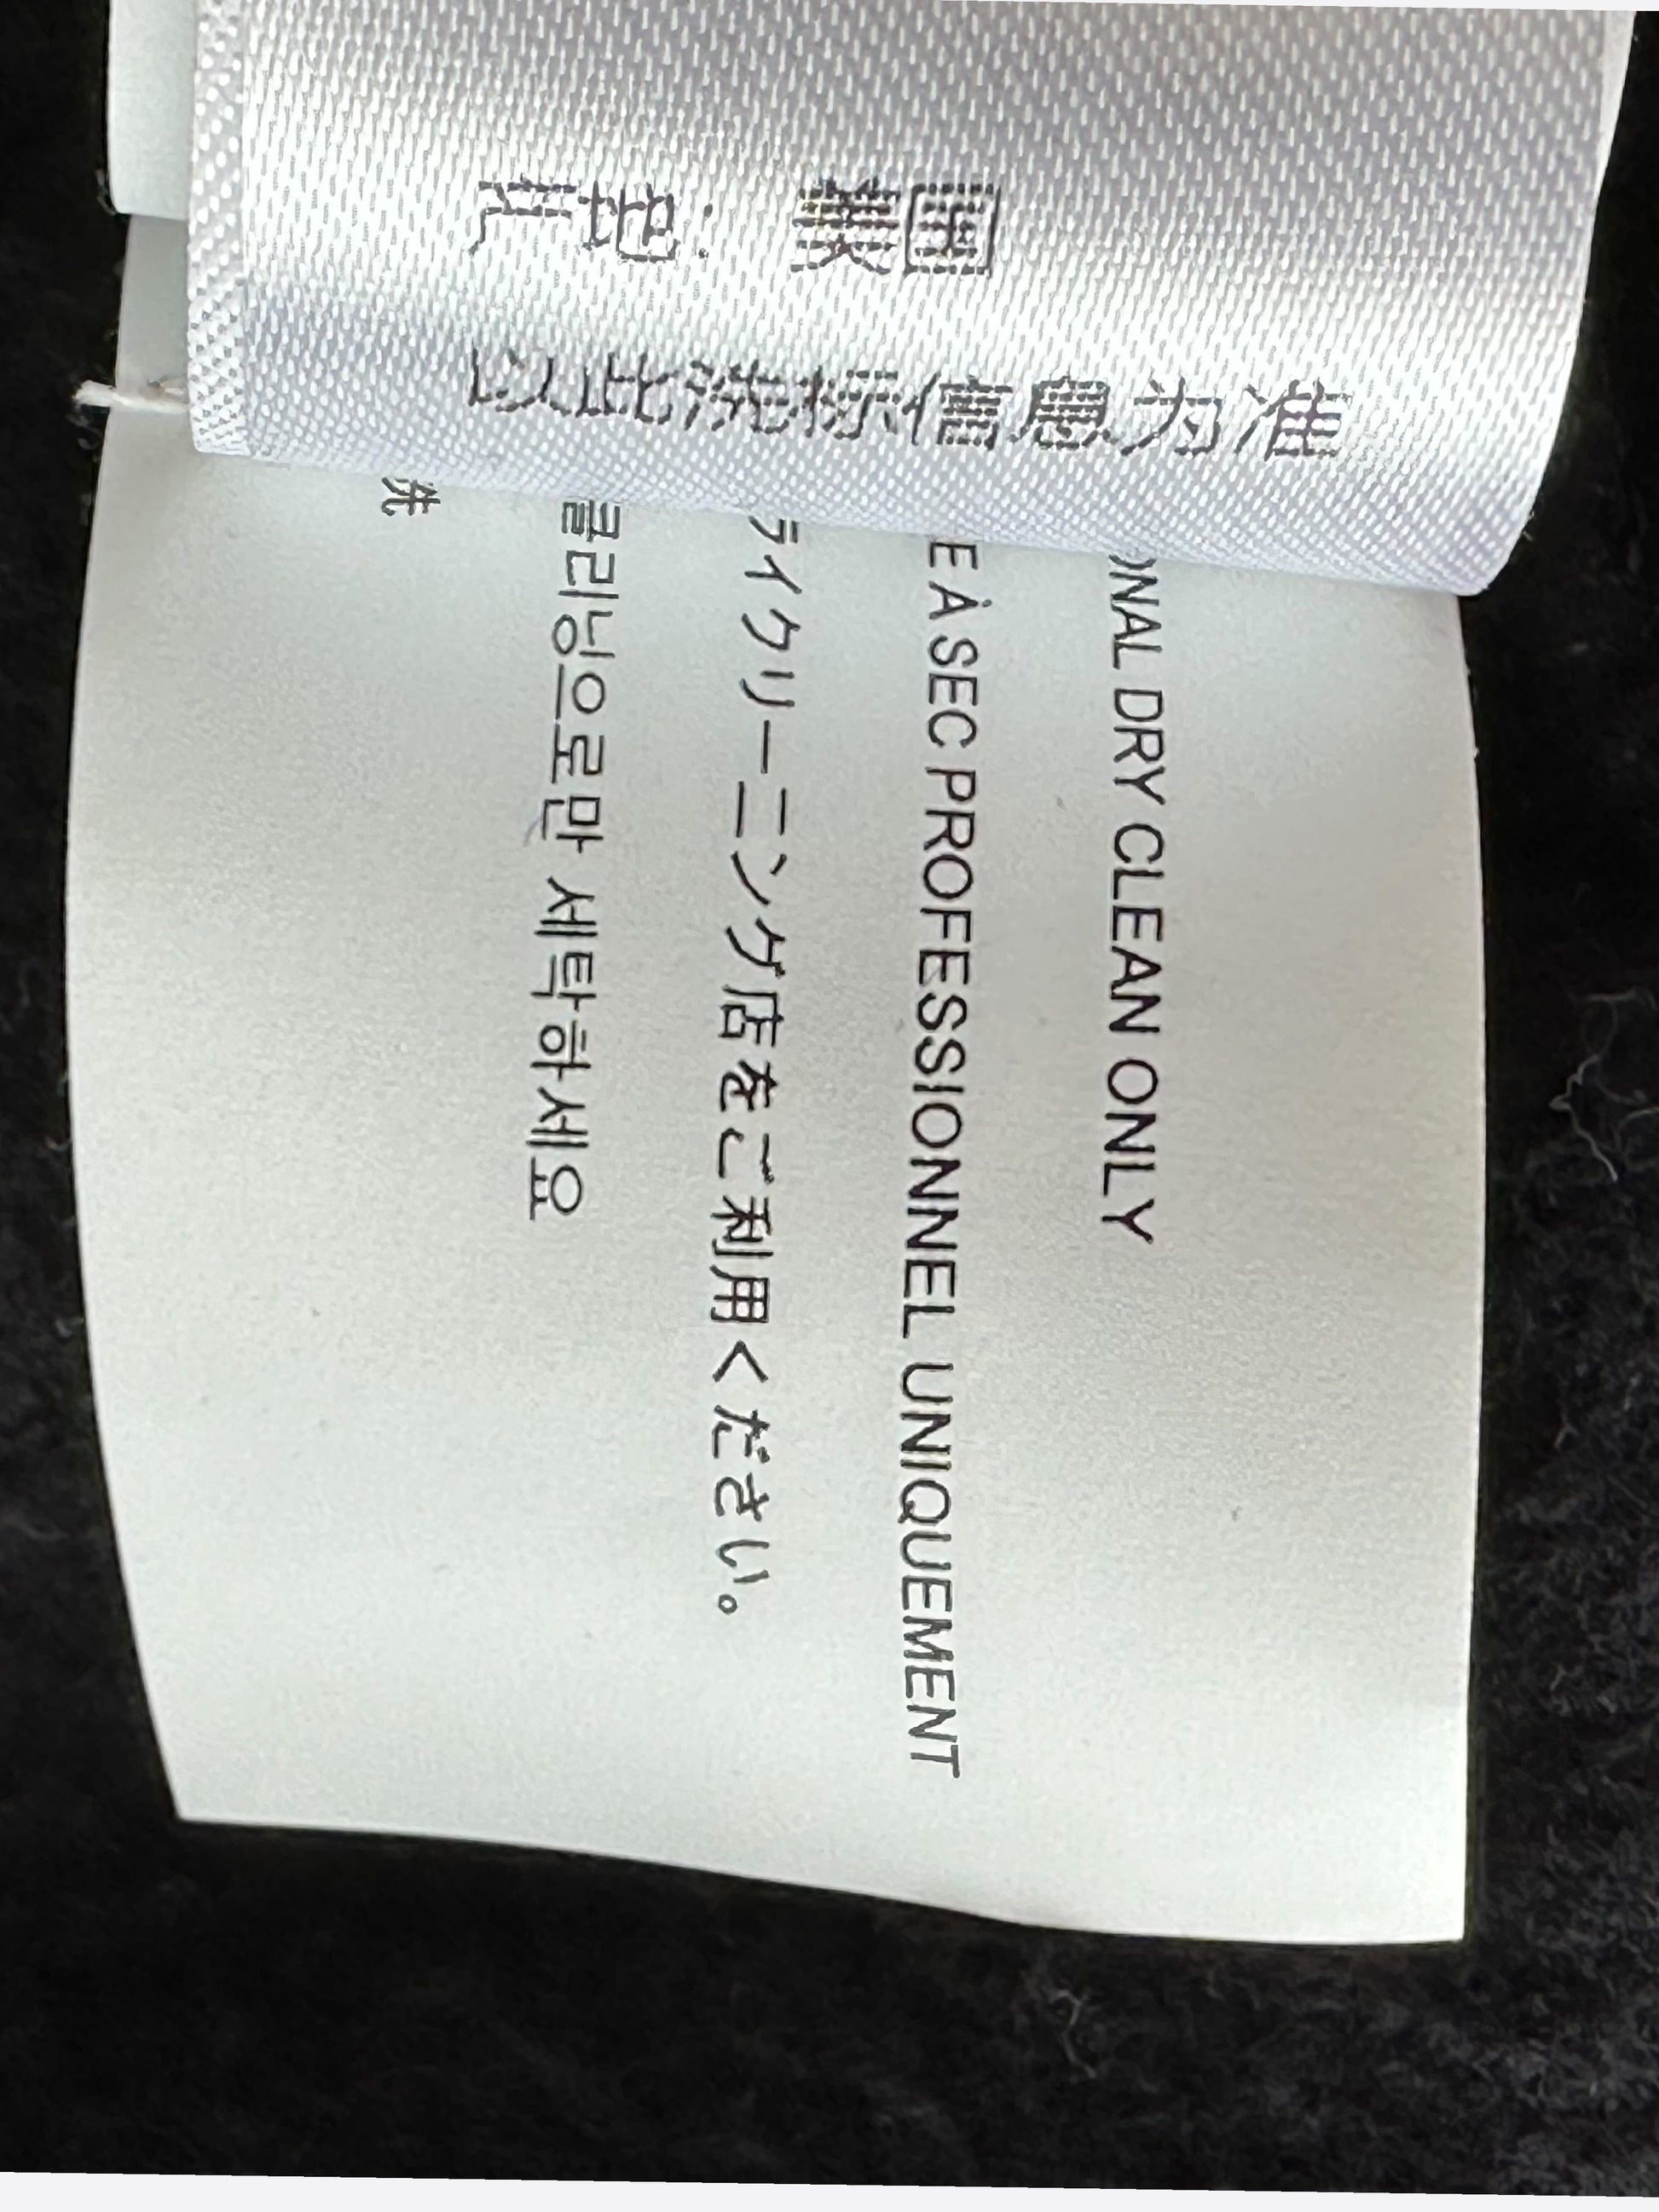 产地: 美国
以此洗标信息为准
ONAL DRY CLEAN ONLY
E À SEC PROFESSIONNEL UNIQUEMENT
ライクリーニング店をご利用ください。
클리닝으로만 세탁하세요
洗